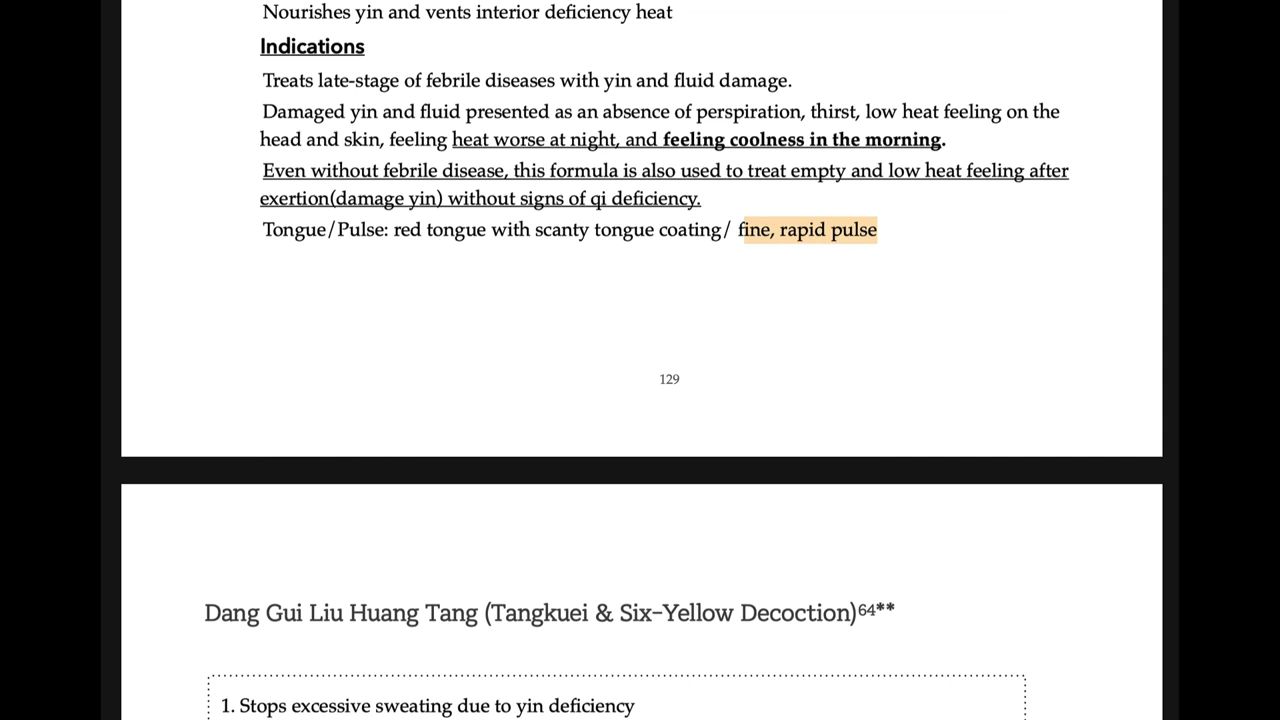 Nourishes yin and vents interior deficiency heat
Indications
Treats late-stage of febrile diseases with yin and fluid damage.
Damaged yin and fluid presented as an absence of perspiration, thirst, low heat feeling on the
head and skin, feeling heat worse at night, and feeling coolness in the morning.
Even without febrile disease, this formula is also used to treat empty and low heat feeling after
exertion(damage yin) without signs of qi deficiency.
Tongue/Pulse: red tongue with scanty tongue coating/ fine, rapid pulse
129
Dang Gui Liu Huang Tang (Tangkuei & Six-Yellow Decoction)64**
1. Stops excessive sweating due to yin deficiency